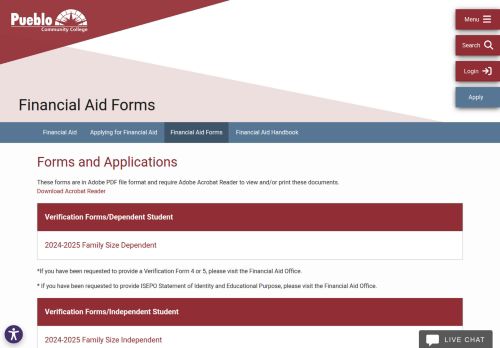 Pueblo
Community College
Menu
Search
Login
Apply
Financial Aid Forms
Financial Aid
Applying for Financial Aid
Financial Aid Forms
Financial Aid Handbook
Forms and Applications
These forms are in Adobe PDF file format and require Adobe Acrobat Reader to view and/or print these documents.
Download Acrobat Reader
Verification Forms/Dependent Student
2024-2025 Family Size Dependent
*If you have been requested to provide a Verification Form 4 or 5, please visit the Financial Aid Office.
* If you have been requested to provide ISEPO Statement of Identity and Educational Purpose, please visit the Financial Aid Office.
Verification Forms/Independent Student
2024-2025 Family Size Independent
LIVE CHAT